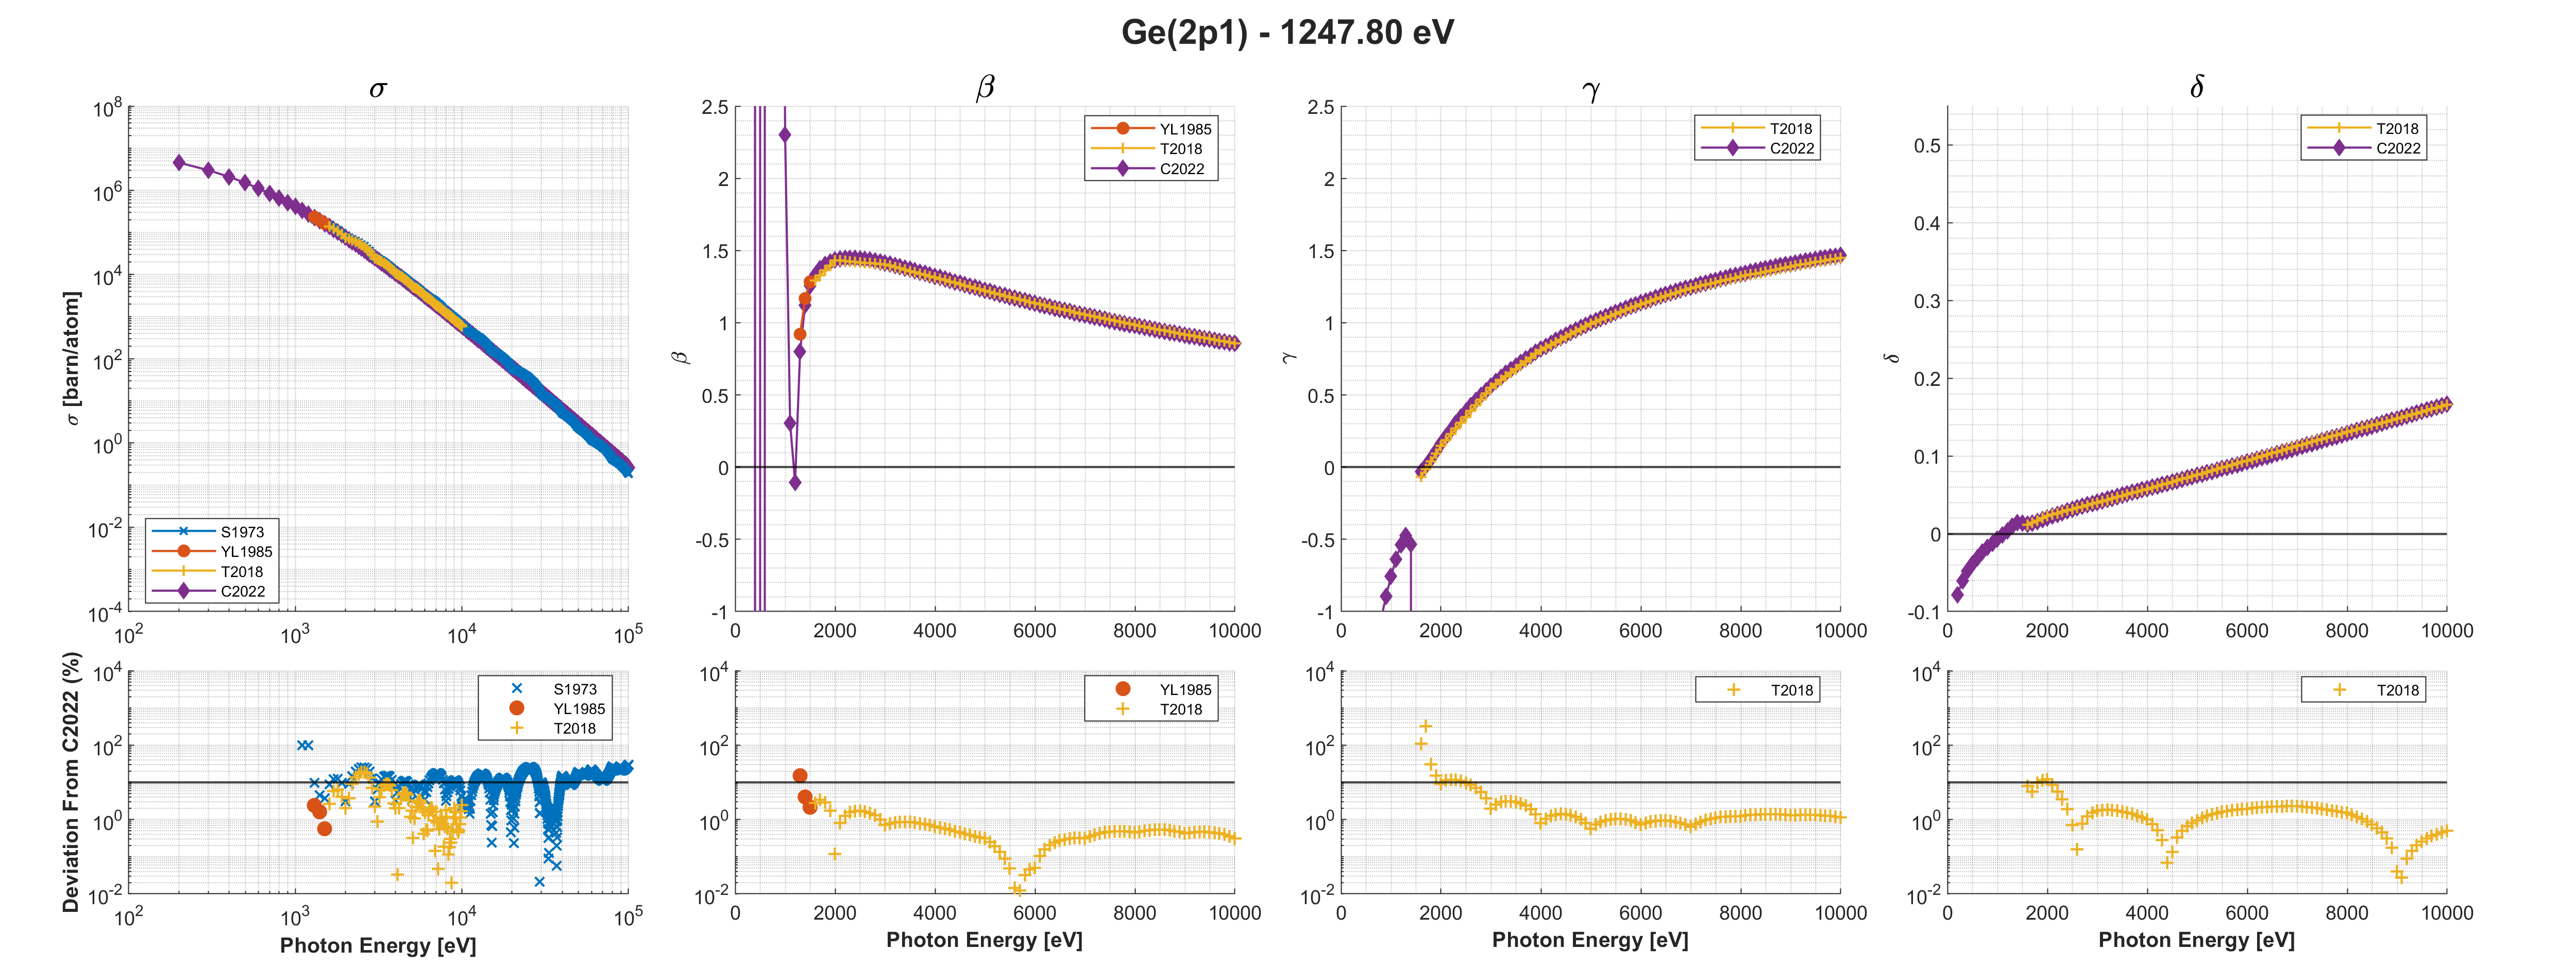 Ge(2p1) - 1247.80 eV
σ
σ [barn/atom]
10^8
10^6
10^4
10^2
10^0
10^-2
10^-4
10^2
10^3
10^4
10^5
S1973
YL1985
T2018
C2022
β
β
2.5
2
1.5
1
0.5
0
-0.5
-1
0
2000
4000
6000
8000
10000
YL1985
T2018
C2022
γ
γ
2.5
2
1.5
1
0.5
0
-0.5
-1
0
2000
4000
6000
8000
10000
T2018
C2022
δ
δ
0.5
0.4
0.3
0.2
0.1
0
-0.1
0
2000
4000
6000
8000
10000
T2018
C2022
Deviation From C2022 (%)
10^4
10^2
10^0
10^-2
10^2
10^3
10^4
10^5
S1973
YL1985
T2018
Photon Energy [eV]
10^4
10^2
10^0
10^-2
0
2000
4000
6000
8000
10000
YL1985
T2018
Photon Energy [eV]
10^4
10^2
10^0
10^-2
0
2000
4000
6000
8000
10000
T2018
Photon Energy [eV]
10^4
10^2
10^0
10^-2
0
2000
4000
6000
8000
10000
T2018
Photon Energy [eV]